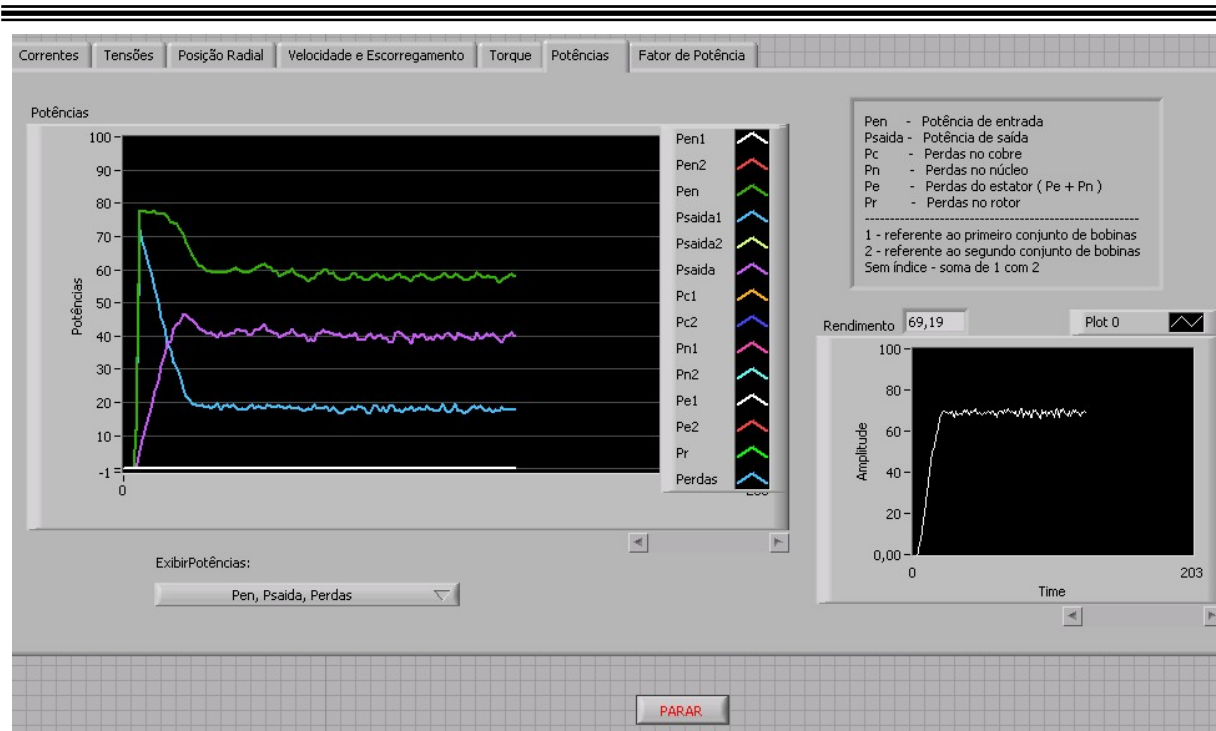 Correntes
Tensões
Posição Radial
Velocidade e Escorregamento
Torque
Potências
Fator de Potência
Potências
100
90
80
70
60
50
40
30
20
10
-1
0
Potências
Pen1
Pen2
Pen
Psaida1
Psaida2
Psaida
Pc1
Pc2
Pn1
Pn2
Pe1
Pe2
Pr
Perdas
ExibirPotências:
Pen, Psaida, Perdas
Pen - Potência de entrada
Psaida - Potência de saída
Pc - Perdas no cobre
Pn - Perdas no núcleo
Pe - Perdas do estator ( Pe + Pn )
Pr - Perdas no rotor
1 - referente ao primeiro conjunto de bobinas
2 - referente ao segundo conjunto de bobinas
Sem índice - soma de 1 com 2
Rendimento 69,19
Plot 0
100
80
60
40
20
0,00
Amplitude
0
203
Time
PARAR